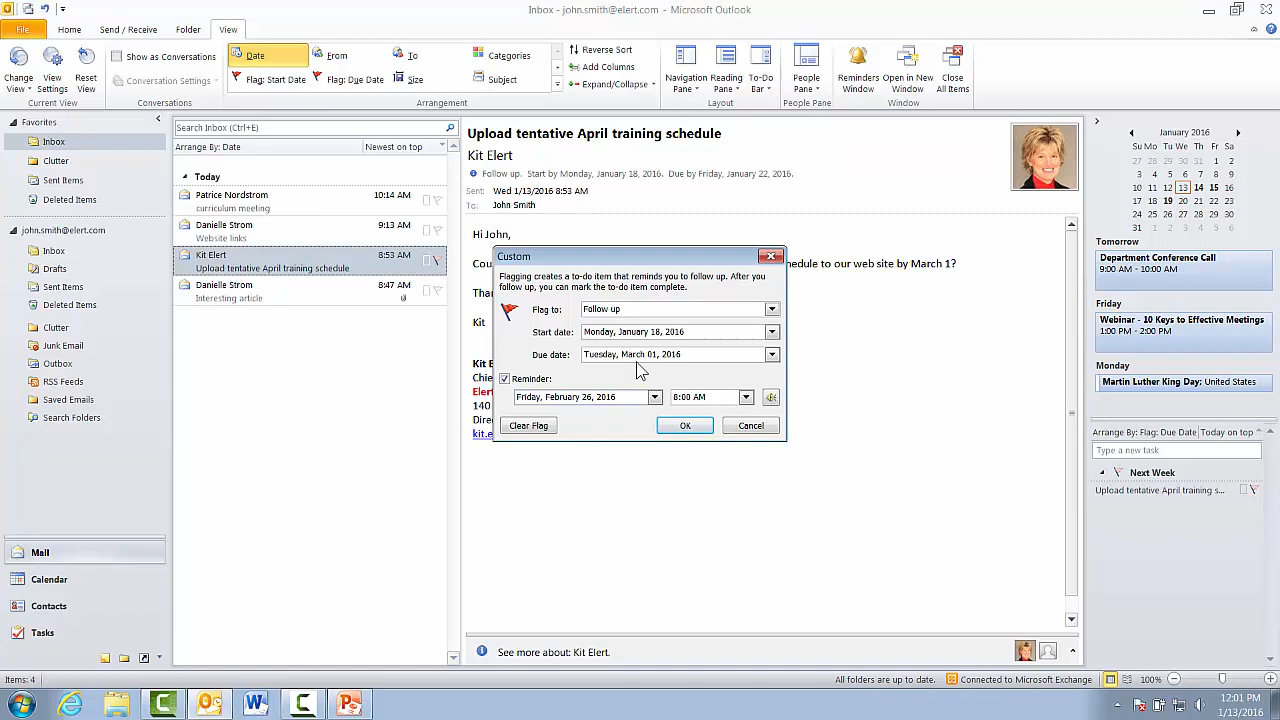 Inbox - john.smith@elert.com - Microsoft Outlook
File Home Send / Receive Folder View
Change View
View Settings
Reset View
Current View
Show as Conversations
Conversation Settings
Conversations
Date From To Categories
Flag: Start Date Flag: Due Date Size Subject
Arrangement
Reverse Sort
Add Columns
Expand/Collapse
Navigation Pane
Reading Pane
To-Do Bar
Layout
People Pane
People Pane
Reminders Window
Open in New Window
Close All Items
Window
Favorites
Inbox
Clutter
Sent Items
Deleted Items
john.smith@elert.com
Inbox
Drafts
Sent Items
Deleted Items
Clutter
Junk Email
Outbox
RSS Feeds
Saved Emails
Search Folders
Mail
Calendar
Contacts
Tasks
Search Inbox (Ctrl+E)
Arrange By: Date Newest on top
Today
Patrice Nordstrom 10:14 AM
curriculum meeting
Danielle Strom 9:13 AM
Website links
Kit Elert 8:53 AM
Upload tentative April training schedule
Danielle Strom 8:47 AM
Interesting article
Upload tentative April training schedule
Kit Elert
Follow up. Start by Monday, January 18, 2016. Due by Friday, January 22, 2016.
Sent: Wed 1/13/2016 8:53 AM
To: John Smith
Hi John,
Cou hedule to our web site by March 1?
Than
Kit
Kit E
Chie
Elert
140
Direc
kit.e
Custom
Flagging creates a to-do item that reminds you to follow up. After you
follow up, you can mark the to-do item complete.
Flag to: Follow up
Start date: Monday, January 18, 2016
Due date: Tuesday, March 01, 2016
Reminder:
Friday, February 26, 2016 8:00 AM
Clear Flag OK Cancel
See more about: Kit Elert.
January 2016
Su Mo Tu We Th Fr Sa
27 28 29 30 31 1 2
3 4 5 6 7 8 9
10 11 12 13 14 15 16
17 18 19 20 21 22 23
24 25 26 27 28 29 30
31 1 2 3 4 5 6
Tomorrow
Department Conference Call
9:00 AM - 10:00 AM
Friday
Webinar - 10 Keys to Effective Meetings
1:00 PM - 2:00 PM
Monday
Martin Luther King Day; United States
Arrange By: Flag: Due Date Today on top
Type a new task
Next Week
Upload tentative April training s...
Items: 4 All folders are up to date. Connected to Microsoft Exchange 100%
12:01 PM
1/13/2016